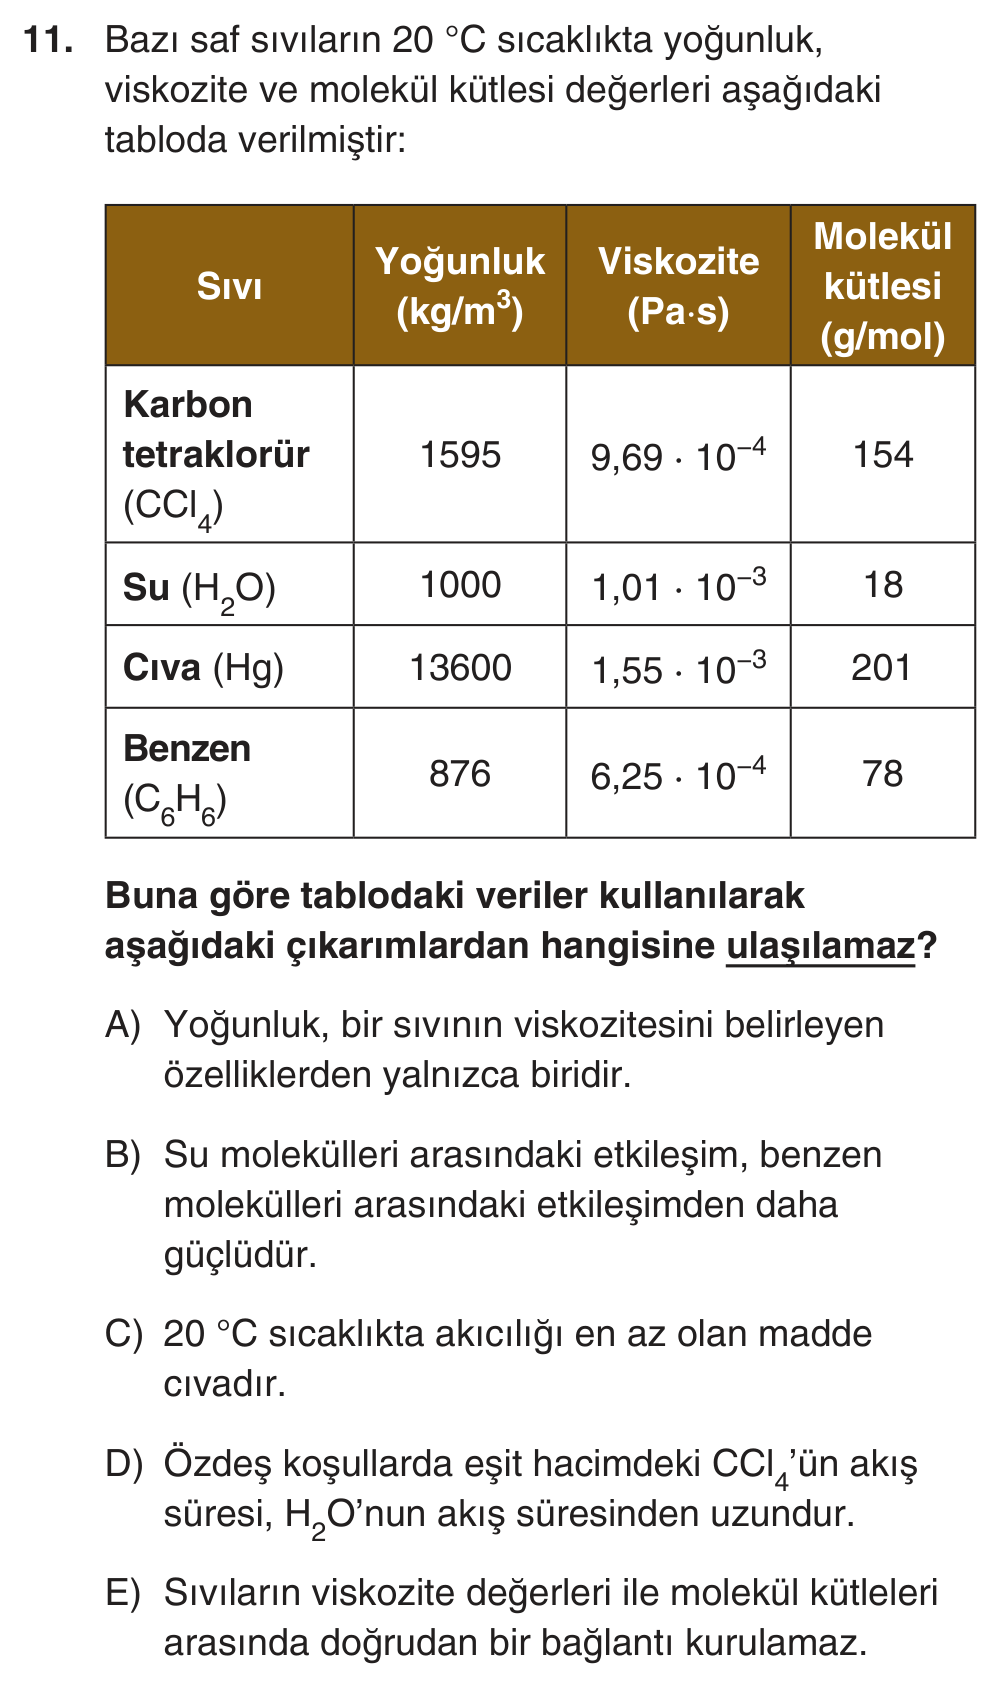 11. Bazı saf sıvıların 20 °C sıcaklıkta yoğunluk,
viskozite ve molekül kütlesi değerleri aşağıdaki
tabloda verilmiştir:
Sıvı | Yoğunluk (kg/m³) | Viskozite (Pa·s) | Molekül kütlesi (g/mol)
Karbon tetraklorür (CCl₄) | 1595 | 9,69 · 10⁻⁴ | 154
Su (H₂O) | 1000 | 1,01 · 10⁻³ | 18
Cıva (Hg) | 13600 | 1,55 · 10⁻³ | 201
Benzen (C₆H₆) | 876 | 6,25 · 10⁻⁴ | 78
Buna göre tablodaki veriler kullanılarak
aşağıdaki çıkarımlardan hangisine ulaşılamaz?
A) Yoğunluk, bir sıvının viskozitesini belirleyen
özelliklerden yalnızca biridir.
B) Su molekülleri arasındaki etkileşim, benzen
molekülleri arasındaki etkileşimden daha
güçlüdür.
C) 20 °C sıcaklıkta akıcılığı en az olan madde
cıvadır.
D) Özdeş koşullarda eşit hacimdeki CCl₄’ün akış
süresi, H₂O’nun akış süresinden uzundur.
E) Sıvıların viskozite değerleri ile molekül kütleleri
arasında doğrudan bir bağlantı kurulamaz.